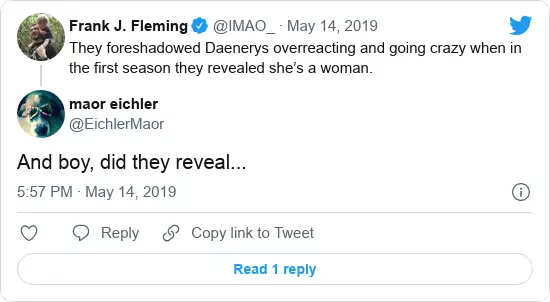 Frank J. Fleming @IMAO_ · May 14, 2019
They foreshadowed Daenerys overreacting and going crazy when in
the first season they revealed she's a woman.
maor eichler
@EichlerMaor
And boy, did they reveal...
5:57 PM · May 14, 2019
Reply Copy link to Tweet
Read 1 reply